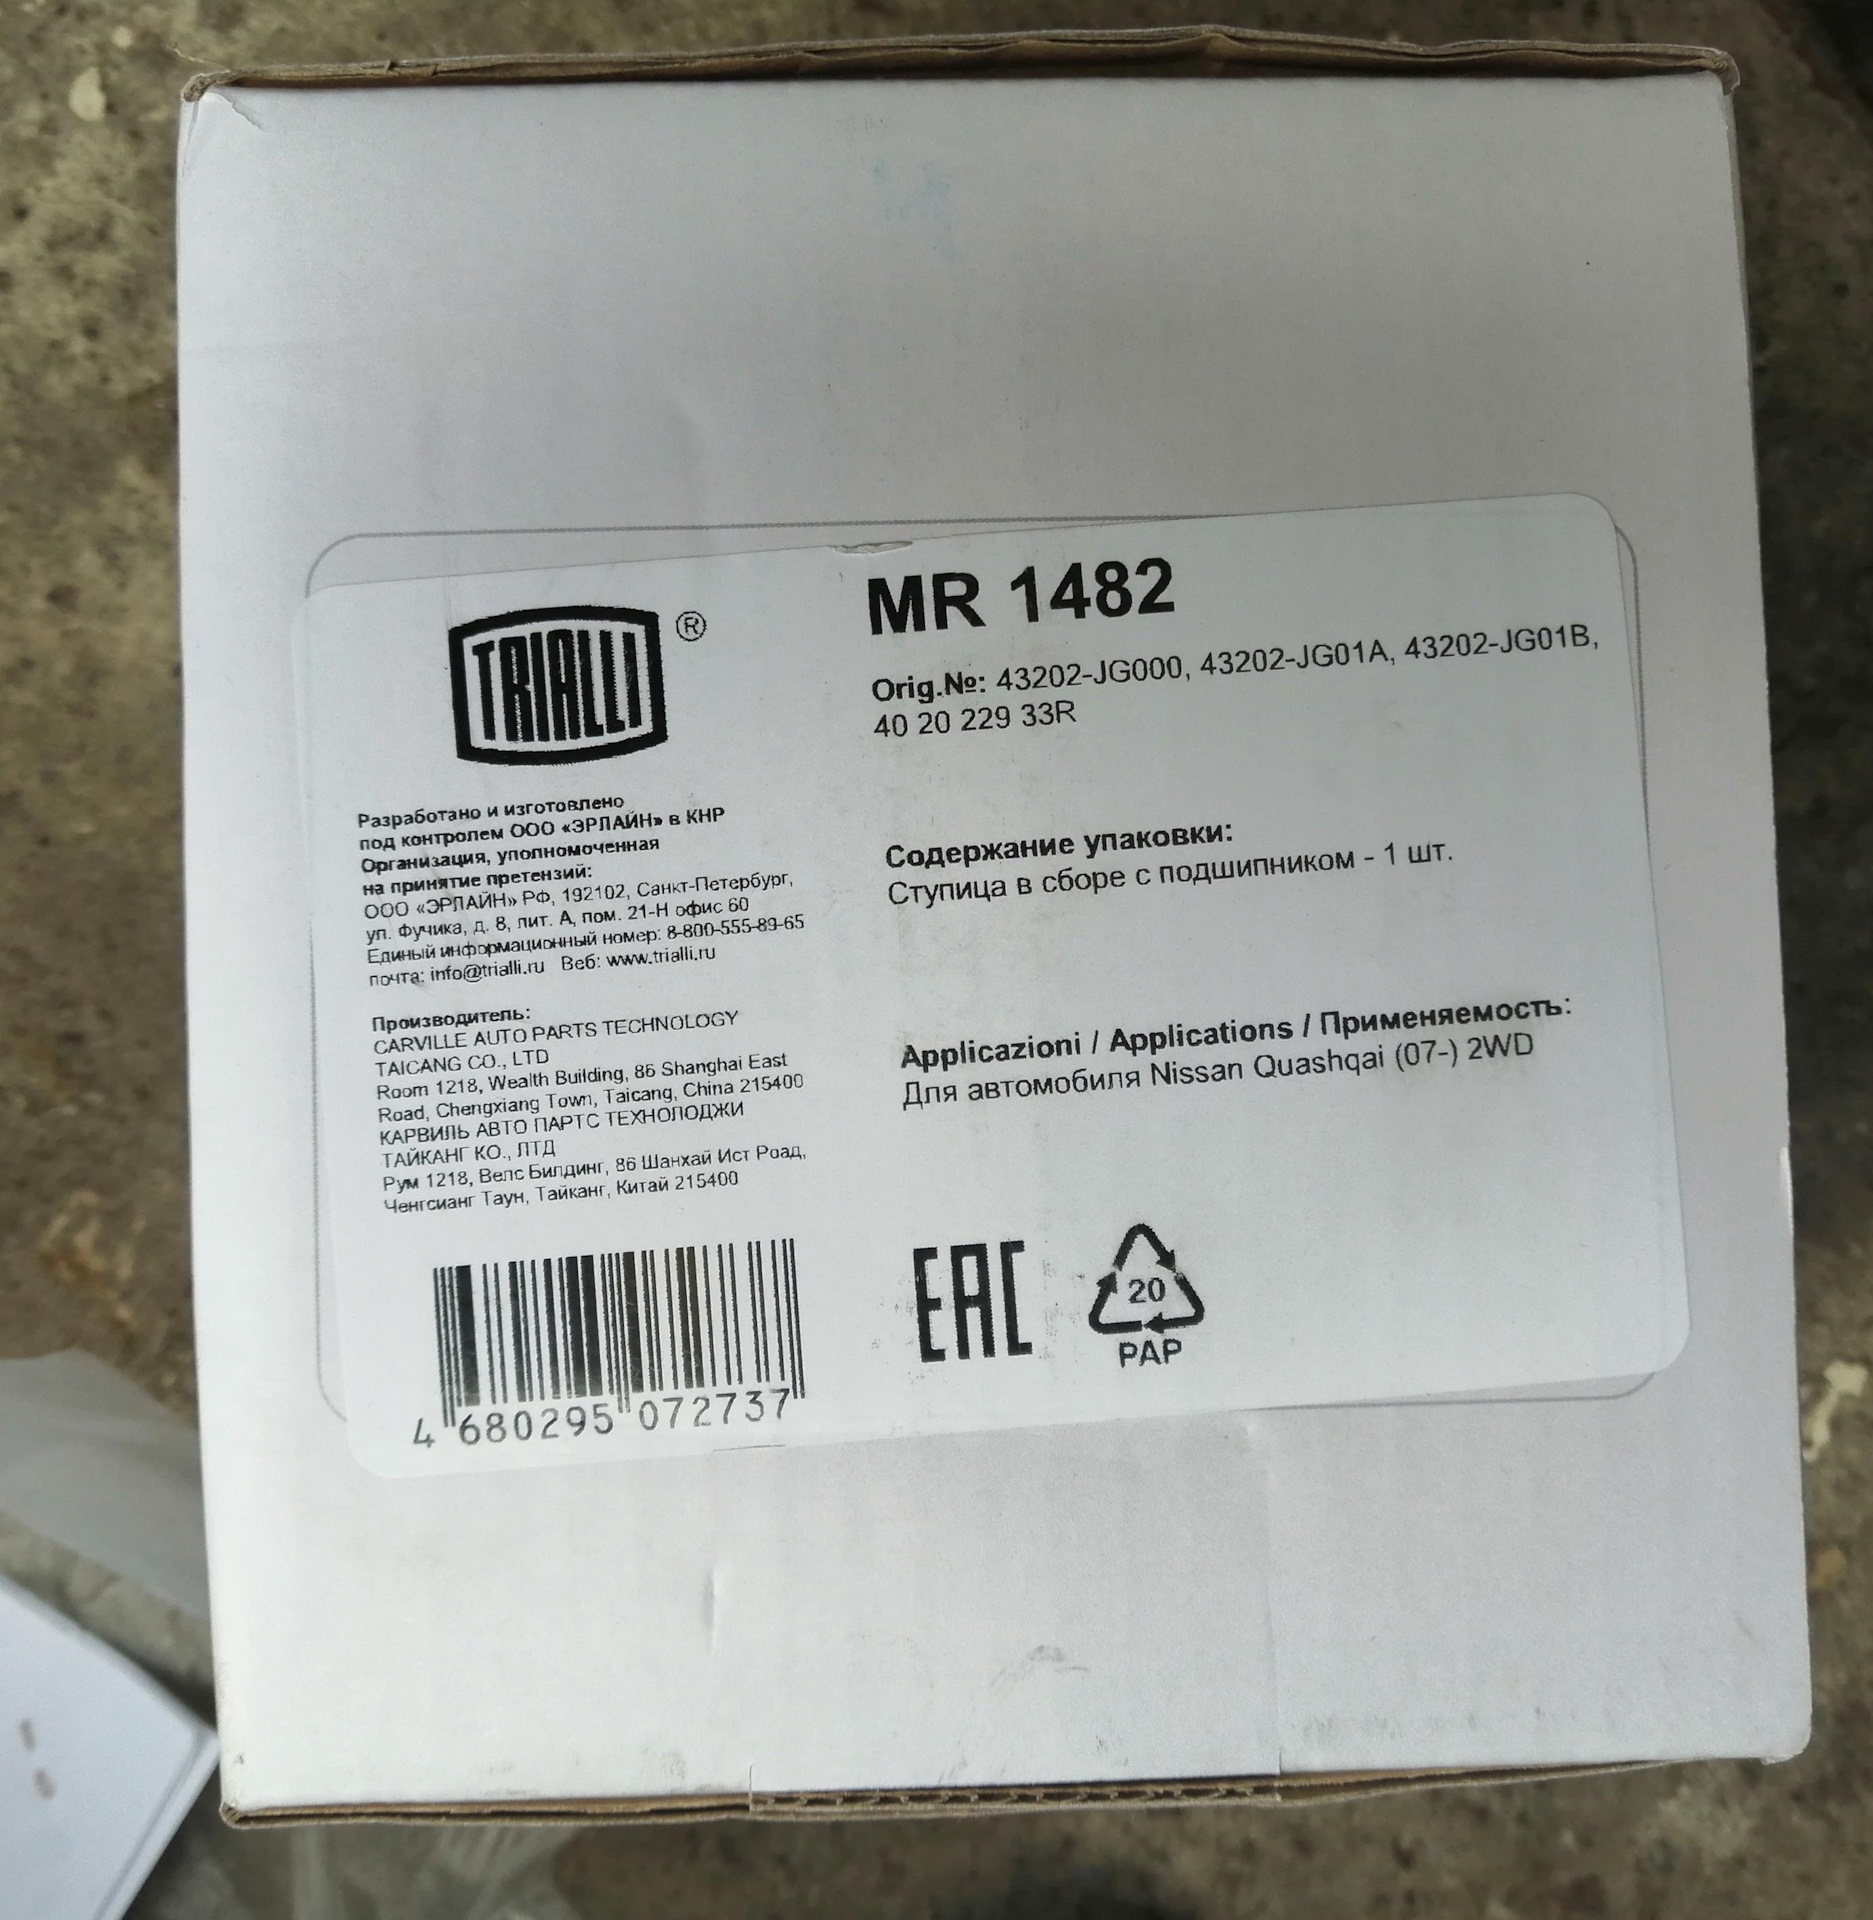 TRIALLI ®
MR 1482
Orig.№: 43202-JG000, 43202-JG01A, 43202-JG01B,
40 20 229 33R
Разработано и изготовлено
под контролем ООО «ЭРЛАЙН» в КНР
Организация, уполномоченная
на принятие претензий:
ООО «ЭРЛАЙН» РФ, 192102, Санкт-Петербург,
ул. Фучика, д. 8, лит. А, пом. 21-Н офис 60
Единый информационный номер: 8-800-555-89-65
почта: info@trialli.ru Веб: www.trialli.ru
Производитель:
CARVILLE AUTO PARTS TECHNOLOGY
TAICANG CO., LTD
Room 1218, Wealth Building, 86 Shanghai East
Road, Chengxiang Town, Taicang, China 215400
КАРВИЛЬ АВТО ПАРТС ТЕХНОЛОДЖИ
ТАЙКАНГ КО., ЛТД
Рум 1218, Велс Билдинг, 86 Шанхай Ист Роад,
Ченгсианг Таун, Тайканг, Китай 215400
4 680295 072737
Содержание упаковки:
Ступица в сборе с подшипником - 1 шт.
Applicazioni / Applications / Применяемость:
Для автомобиля Nissan Quashqai (07-) 2WD
EAC
20
PAP